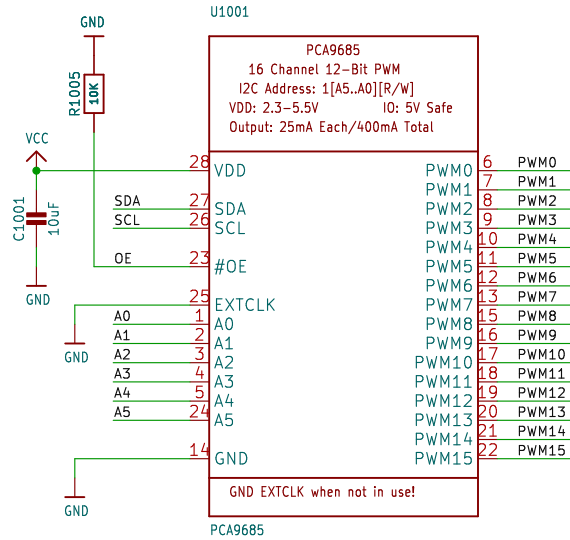 U1001
GND
PCA9685
16 Channel 12-Bit PWM
I2C Address: 1[A5..A0][R/W]
VDD: 2.3-5.5V IO: 5V Safe
Output: 25mA Each/400mA Total
R1005
10K
VCC
28 VDD PWM0 6 PWM0
PWM1 7 PWM1
SDA 27 SDA PWM2 8 PWM2
SCL 26 SCL PWM3 9 PWM3
PWM4 10 PWM4
OE 23 #OE PWM5 11 PWM5
PWM6 12 PWM6
25 EXTCLK PWM7 13 PWM7
A0 1 A0 PWM8 15 PWM8
A1 2 A1 PWM9 16 PWM9
A2 3 A2 PWM10 17 PWM10
A3 4 A3 PWM11 18 PWM11
A4 5 A4 PWM12 19 PWM12
A5 24 A5 PWM13 20 PWM13
PWM14 21 PWM14
14 GND PWM15 22 PWM15
C1001
10uF
GND
GND
GND
GND EXTCLK when not in use!
PCA9685